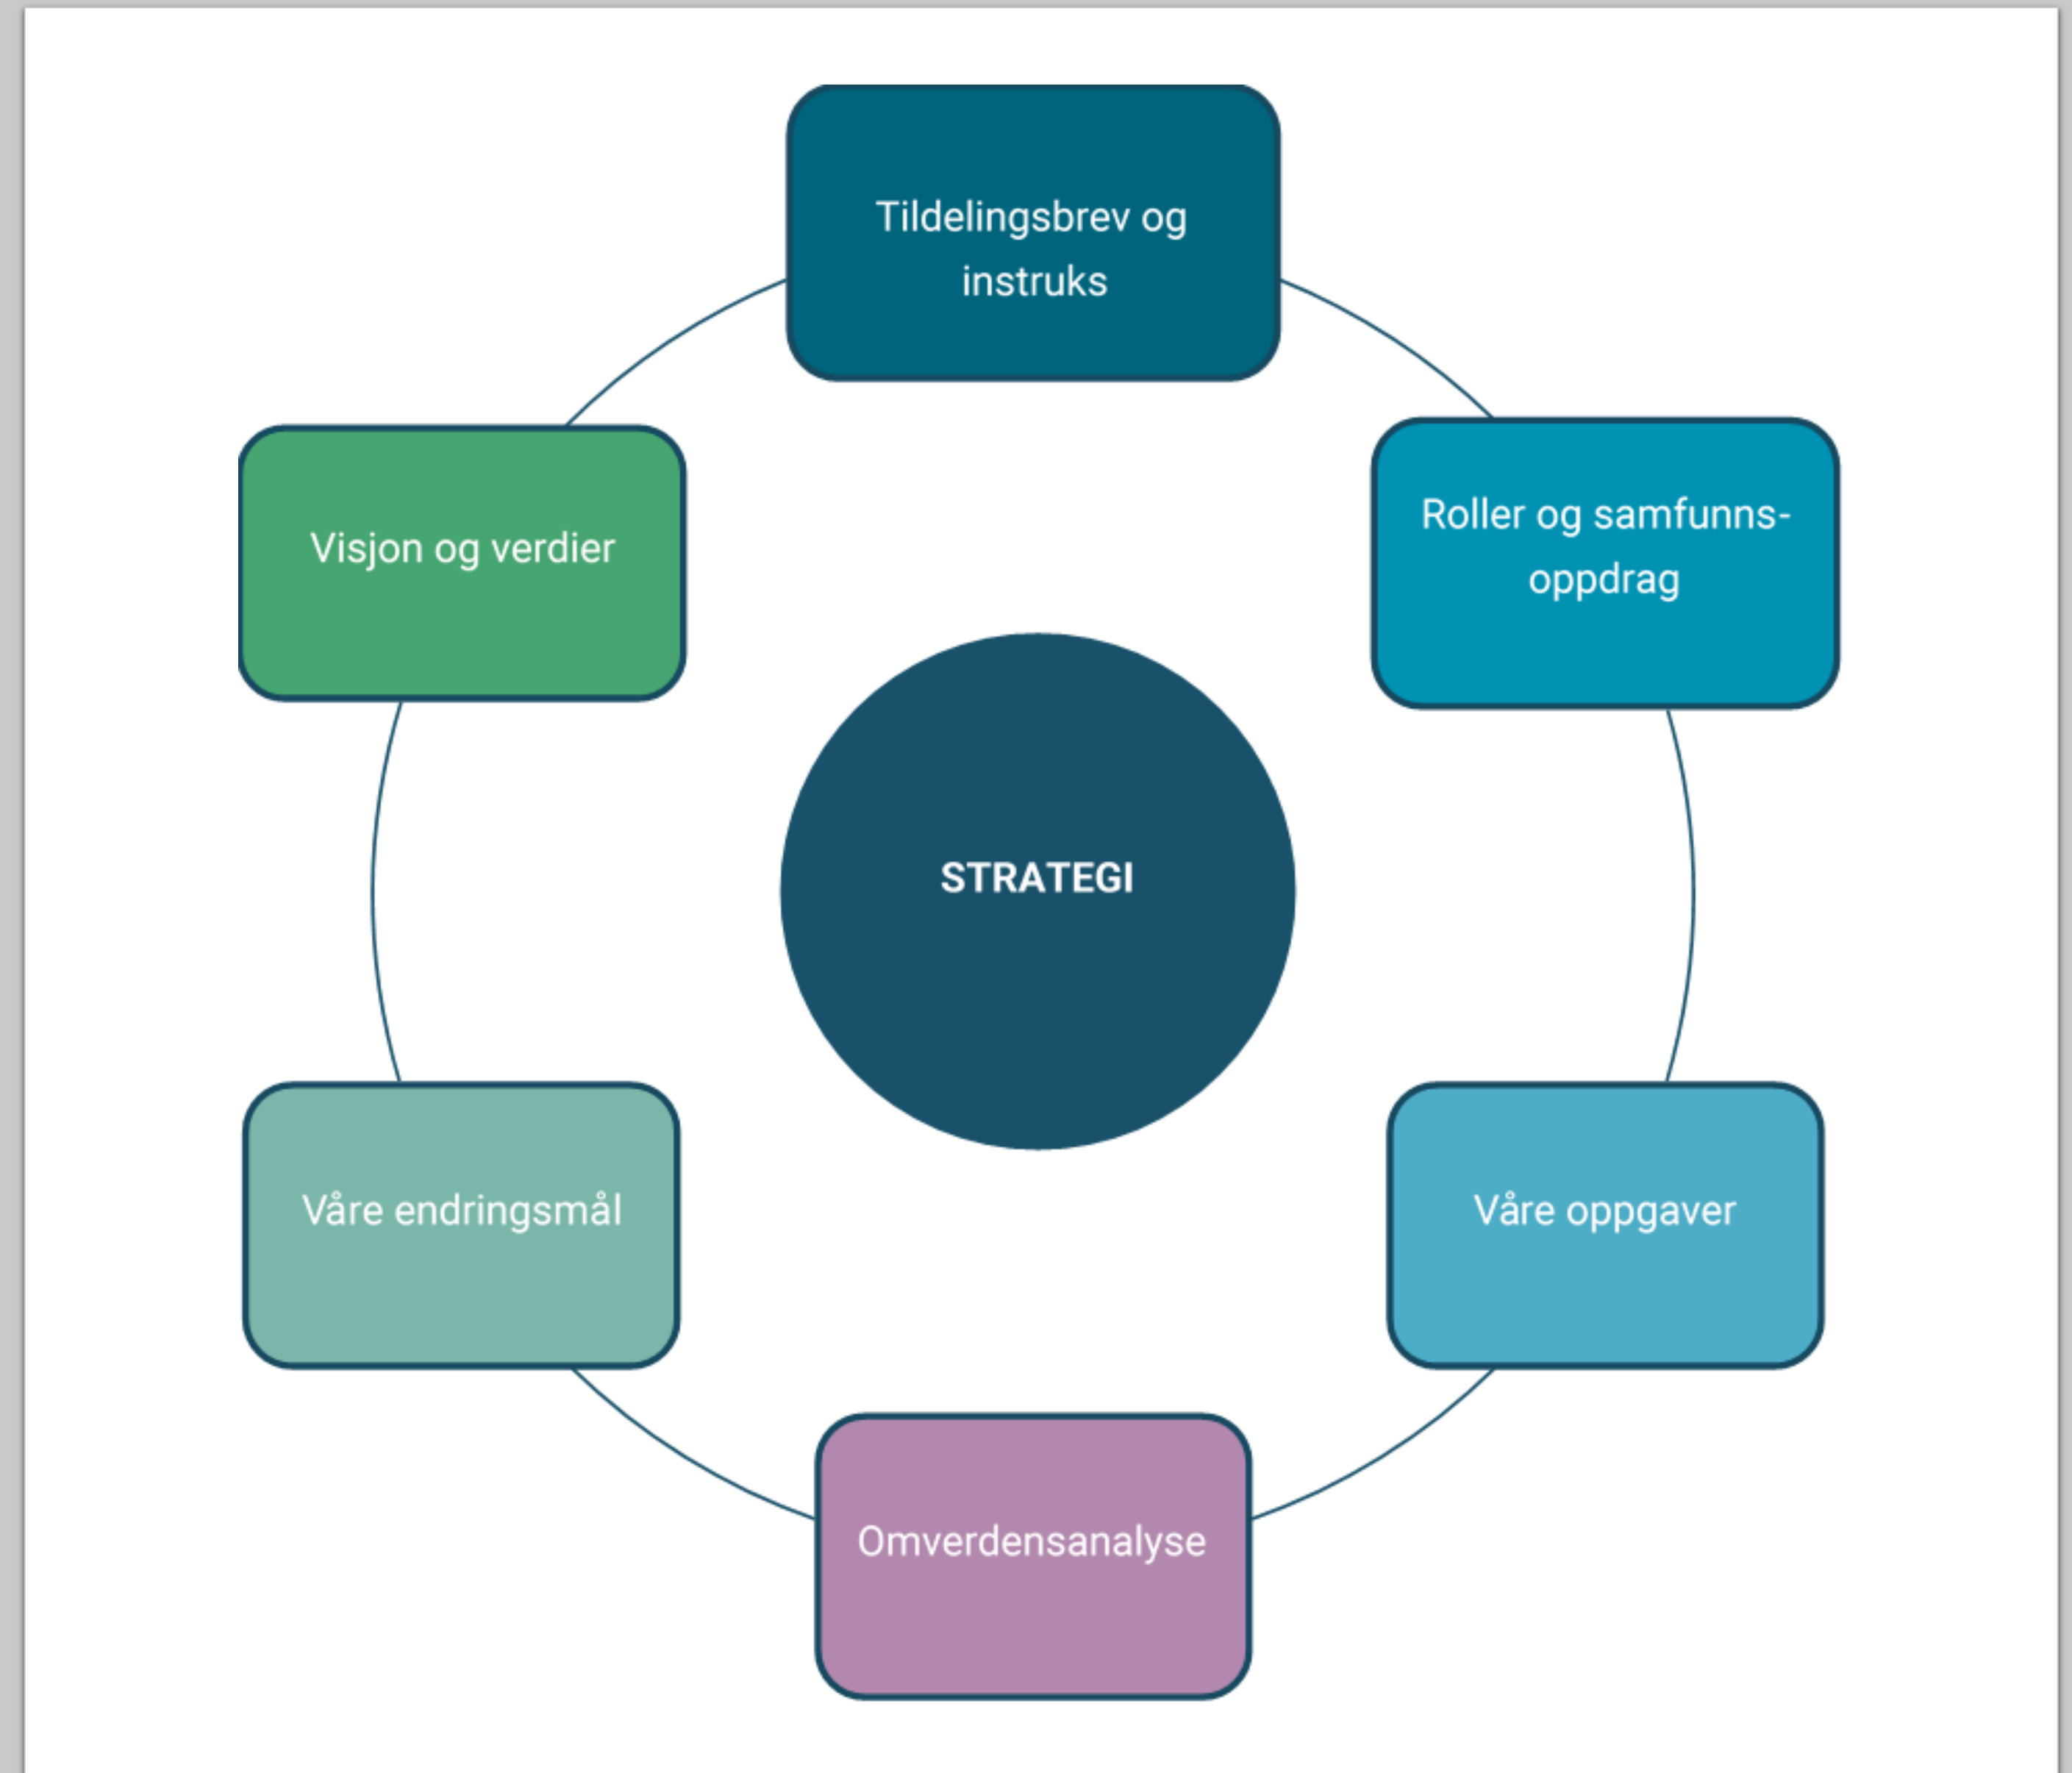 Tildelingsbrev og
instruks
Visjon og verdier
Roller og samfunns-
oppdrag
STRATEGI
Våre endringsmål
Våre oppgaver
Omverdensanalyse